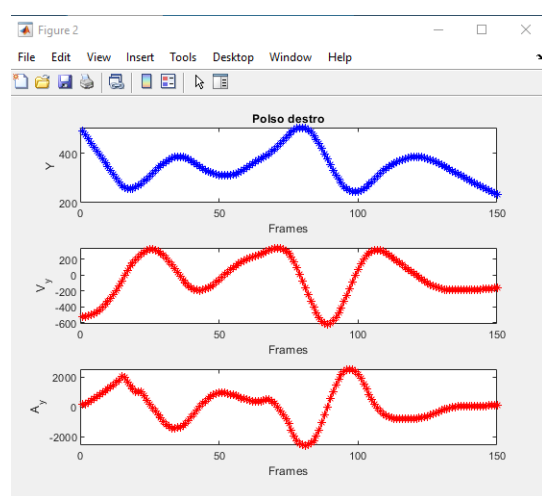 Figure 2
File Edit View Insert Tools Desktop Window Help
Polso destro
400
200
Y
0 50 100 150
Frames
200
0
-200
-400
-600
Vy
0 50 100 150
Frames
2000
0
-2000
Ay
0 50 100 150
Frames